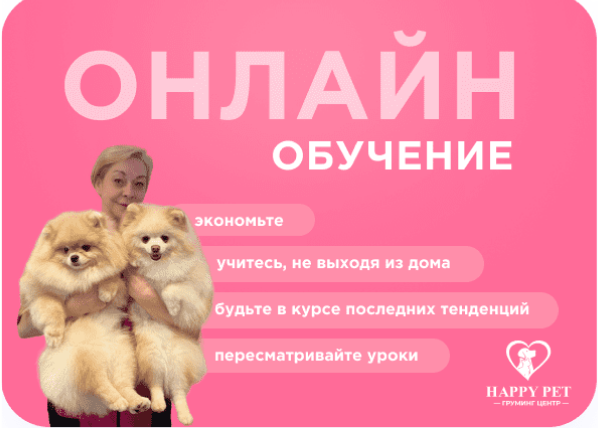 ОНЛАЙН
ОБУЧЕНИЕ
экономьте
учитесь, не выходя из дома
будьте в курсе последних тенденций
пересматривайте уроки
HAPPY PET
— ГРУМИНГ ЦЕНТР —